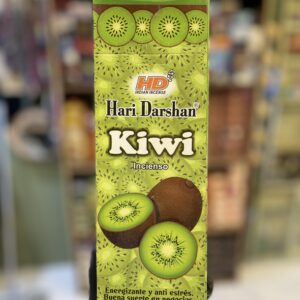 HD
INDIAN INCENSE
Hari Darshan®
Kiwi
Incienso
Energizante y anti estrés.
Buena suerte en negocios